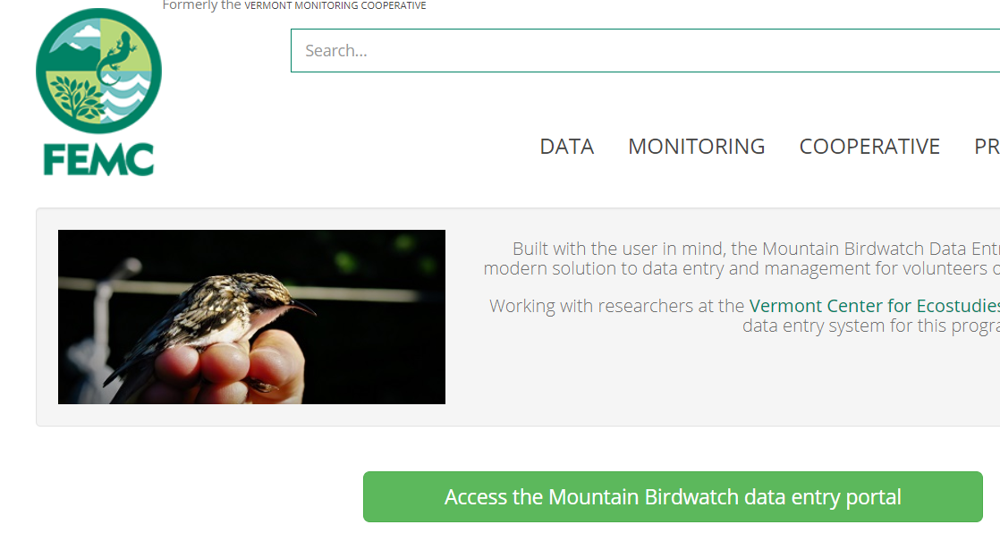 Formerly the VERMONT MONITORING COOPERATIVE
Search...
FEMC
DATA MONITORING COOPERATIVE PR
Built with the user in mind, the Mountain Birdwatch Data Entr
modern solution to data entry and management for volunteers
Working with researchers at the Vermont Center for Ecostudies
data entry system for this progra
Access the Mountain Birdwatch data entry portal